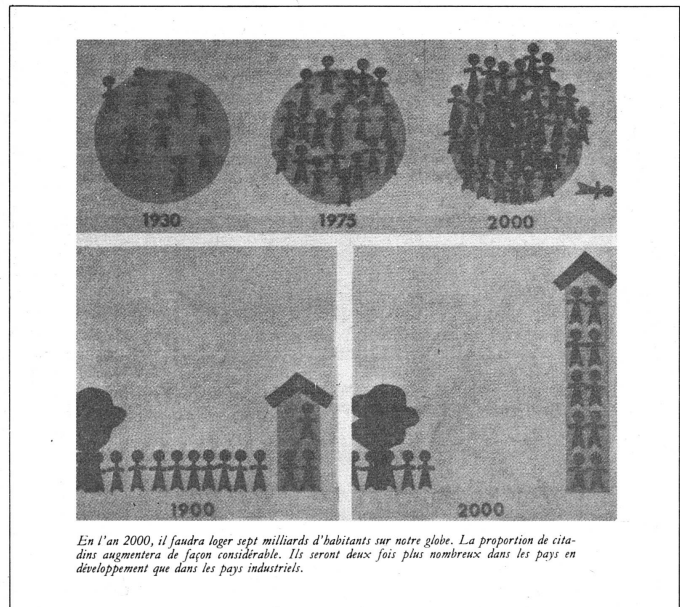 1930 1975 2000
1900 2000
En l'an 2000, il faudra loger sept milliards d'habitants sur notre globe. La proportion de cita-
dins augmentera de façon considérable. Ils seront deux fois plus nombreux dans les pays en
développement que dans les pays industriels.